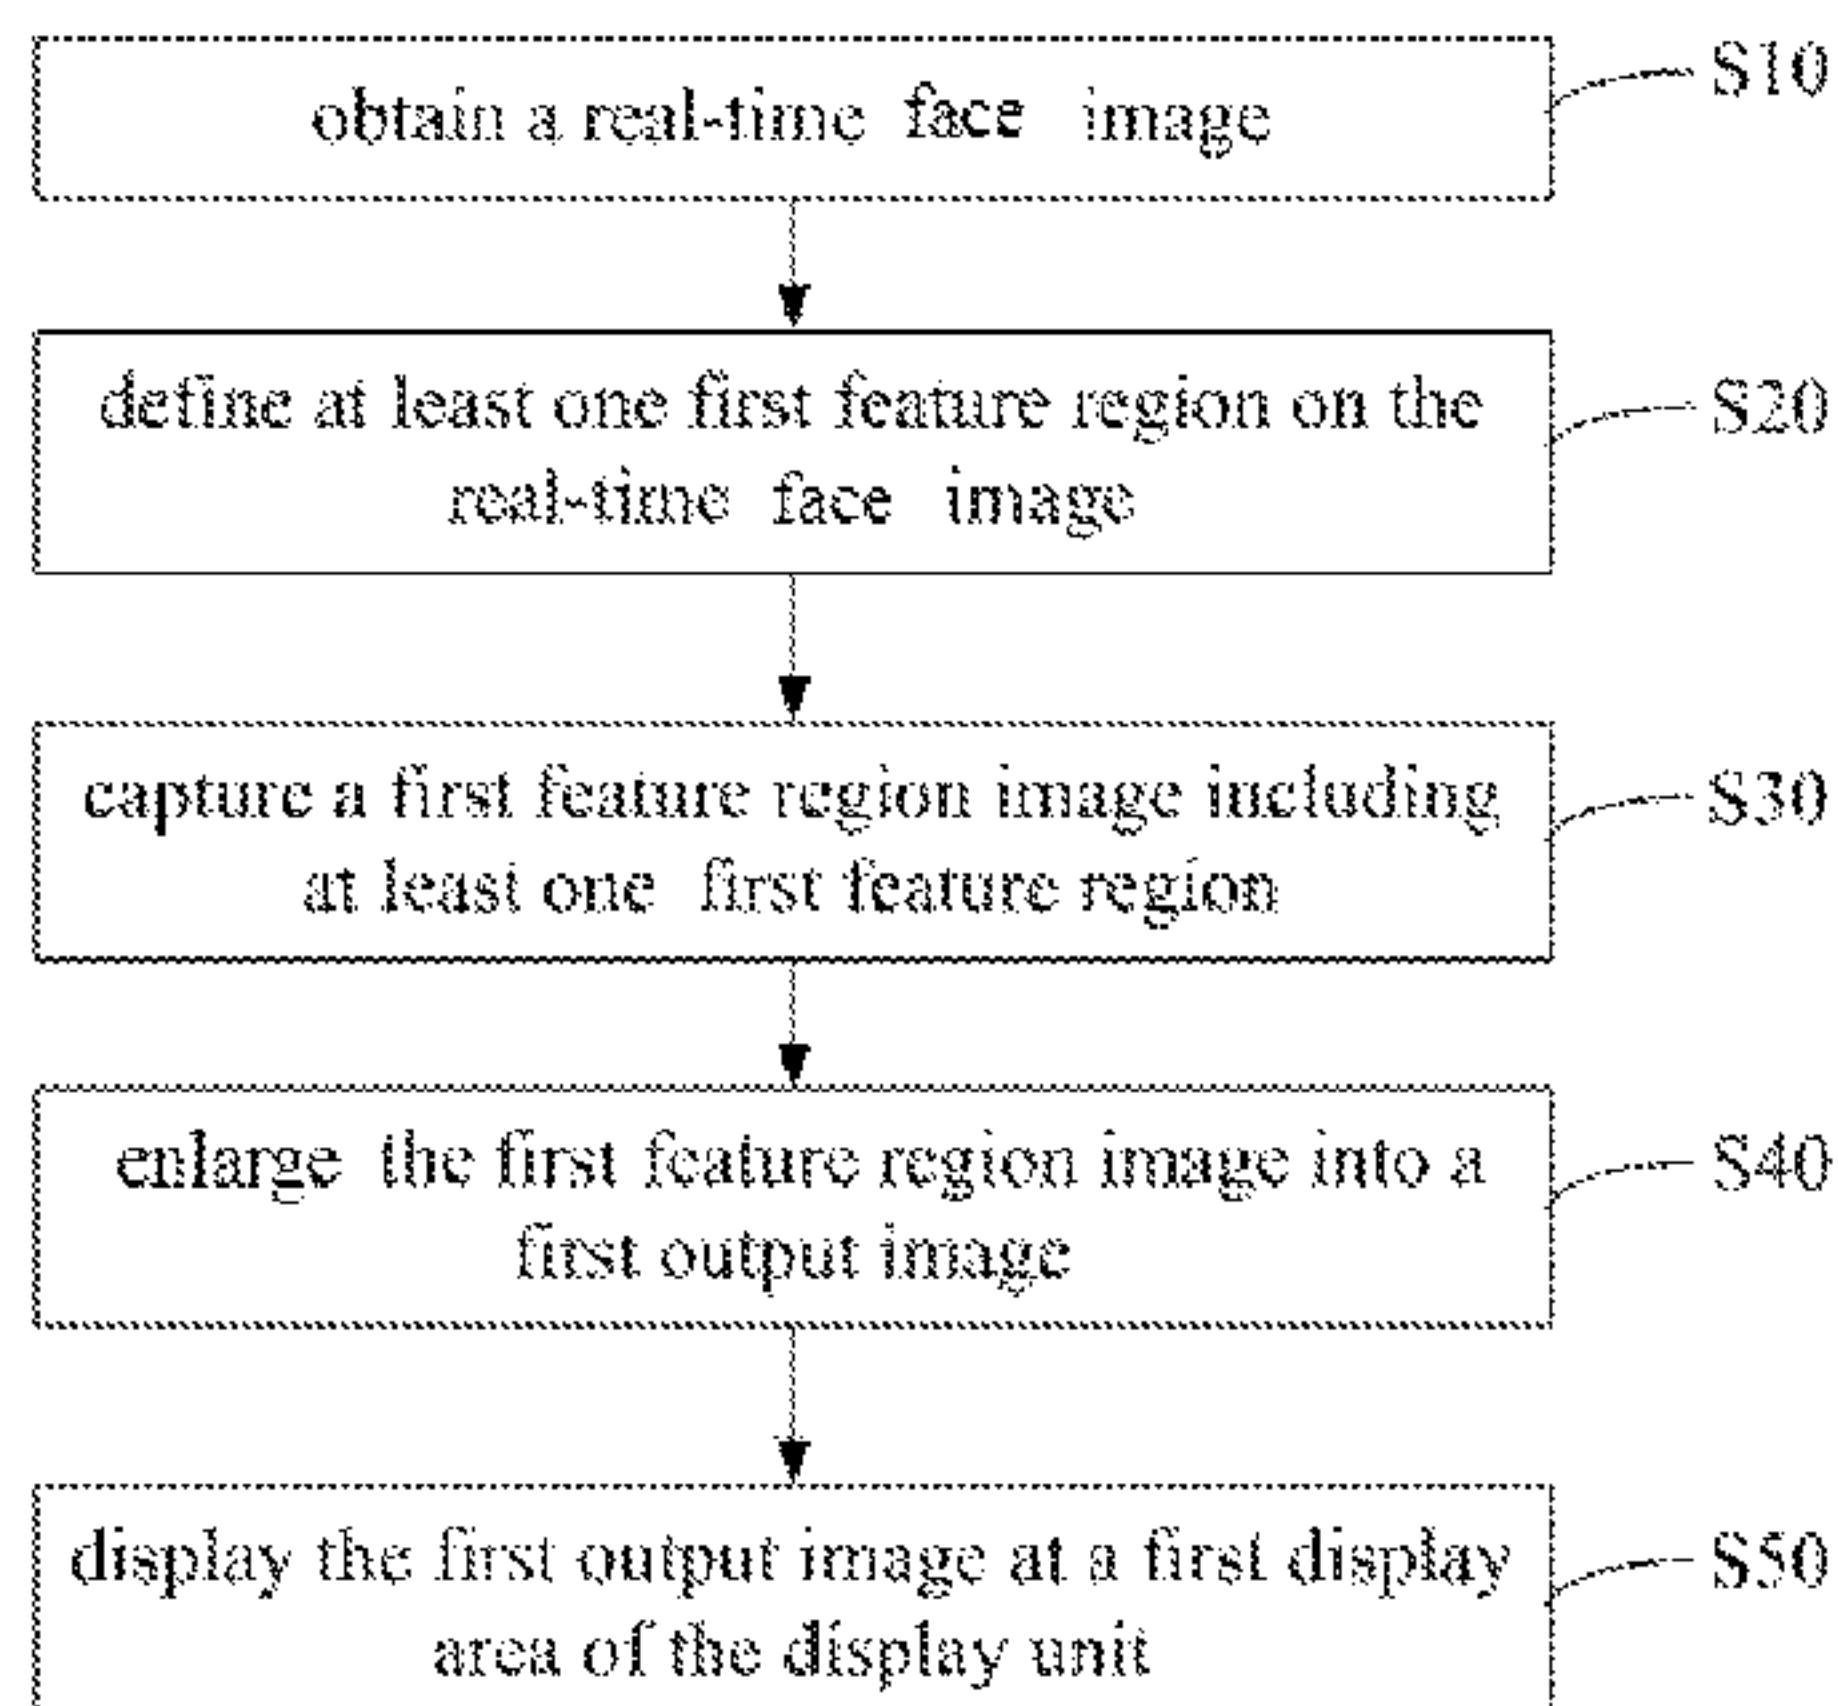 obtain a real-time face image
S10
define at least one first feature region on the
real-time face image
S20
capture a first feature region image including
at least one first feature region
S30
enlarge the first feature region image into a
first output image
S40
display the first output image at a first display
area of the display unit
S50